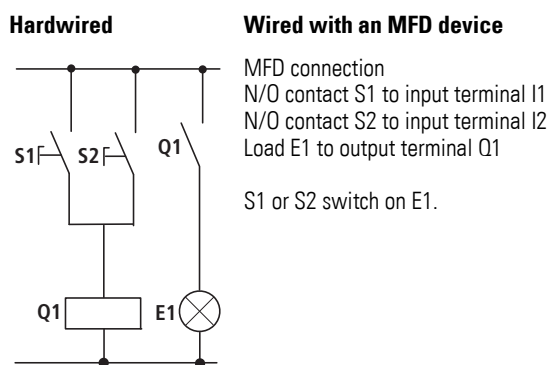 Hardwired
Wired with an MFD device
MFD connection
N/O contact S1 to input terminal I1
N/O contact S2 to input terminal I2
Load E1 to output terminal Q1
S1 or S2 switch on E1.
S1 S2 Q1
Q1 E1